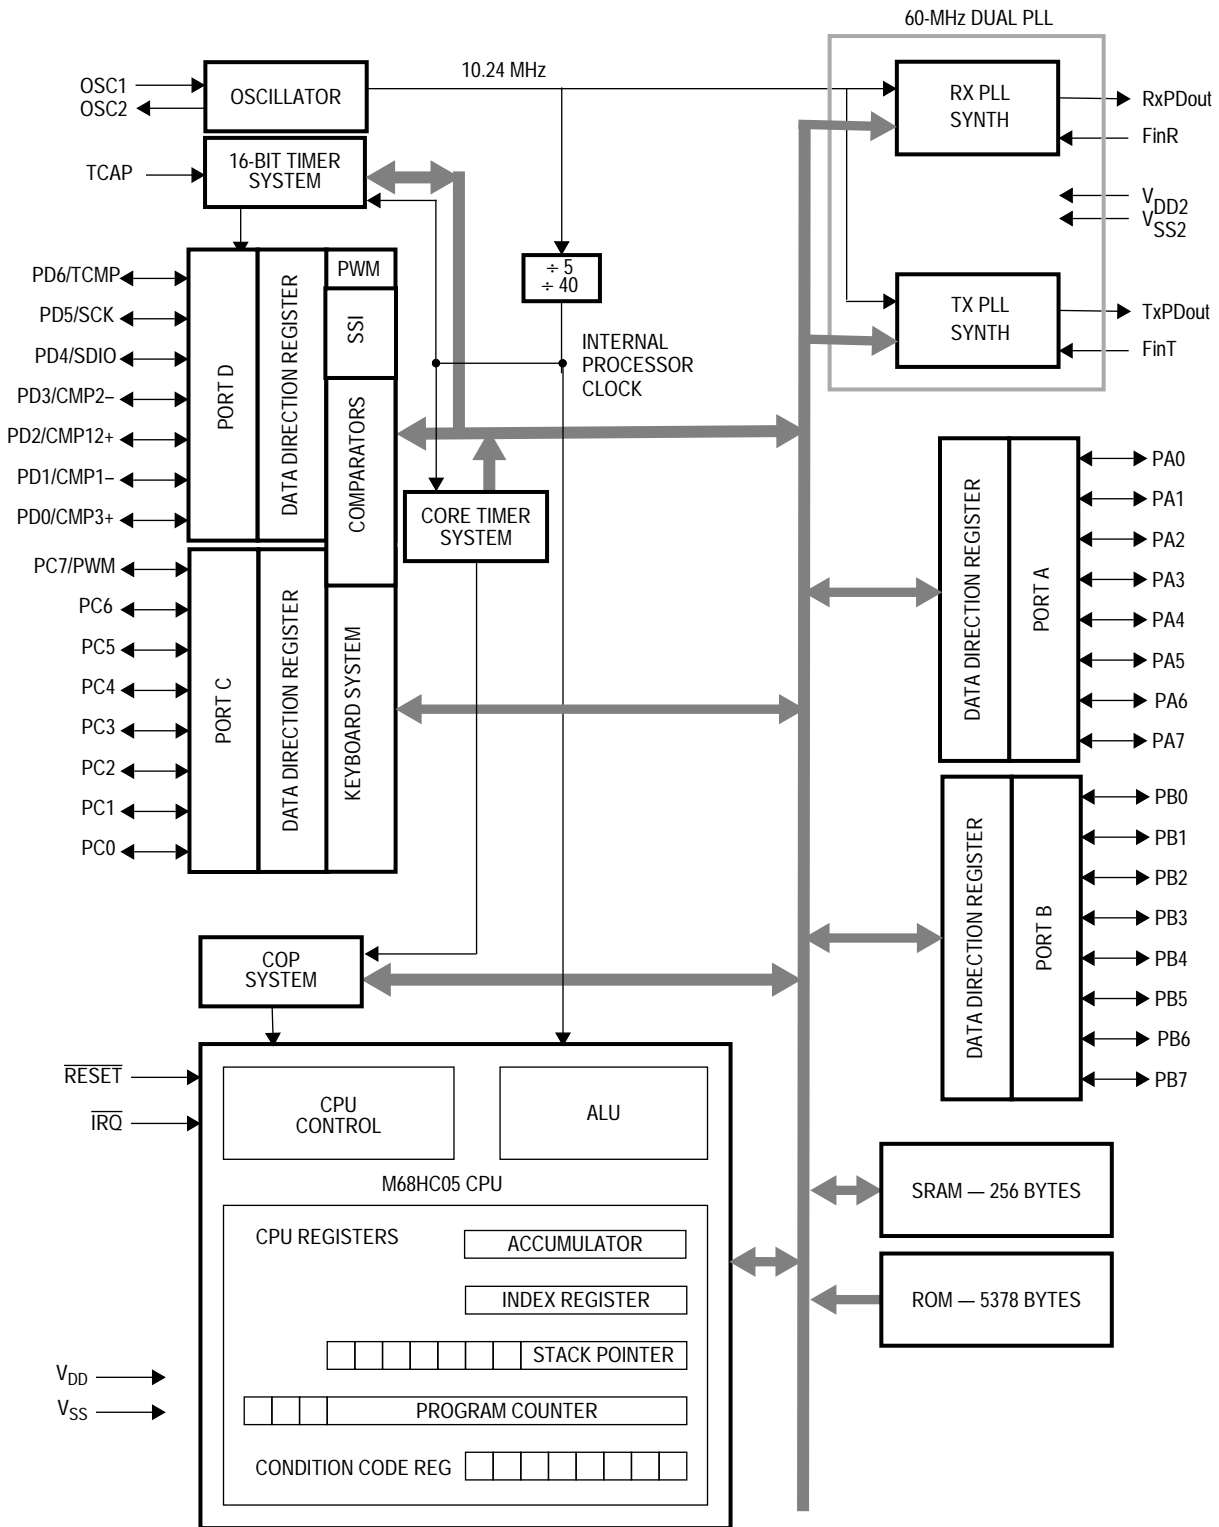 60-MHz DUAL PLL
OSC1
OSC2
OSCILLATOR
10.24 MHz
RX PLL
SYNTH
RxPDout
FinR
TCAP
16-BIT TIMER
SYSTEM
VDD2
VSS2
÷ 5
÷ 40
TX PLL
SYNTH
TxPDout
FinT
INTERNAL
PROCESSOR
CLOCK
PD6/TCMP
PD5/SCK
PD4/SDIO
PD3/CMP2–
PD2/CMP12+
PD1/CMP1–
PD0/CMP3+
PORT D
DATA DIRECTION REGISTER
PWM
SSI
COMPARATORS
CORE TIMER
SYSTEM
PC7/PWM
PC6
PC5
PC4
PC3
PC2
PC1
PC0
PORT C
DATA DIRECTION REGISTER
KEYBOARD SYSTEM
DATA DIRECTION REGISTER
PORT A
PA0
PA1
PA2
PA3
PA4
PA5
PA6
PA7
DATA DIRECTION REGISTER
PORT B
PB0
PB1
PB2
PB3
PB4
PB5
PB6
PB7
COP
SYSTEM
RESET
IRQ
CPU
CONTROL
ALU
M68HC05 CPU
CPU REGISTERS
ACCUMULATOR
INDEX REGISTER
STACK POINTER
PROGRAM COUNTER
CONDITION CODE REG
VDD
VSS
SRAM — 256 BYTES
ROM — 5378 BYTES